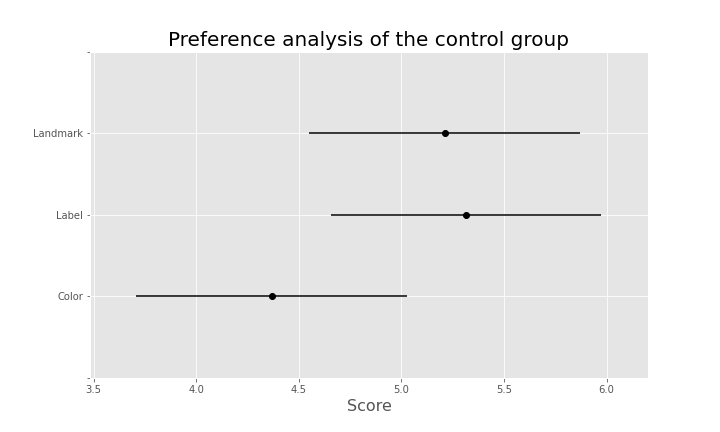 Preference analysis of the control group
Landmark
Label
Color
3.5 4.0 4.5 5.0 5.5 6.0
Score